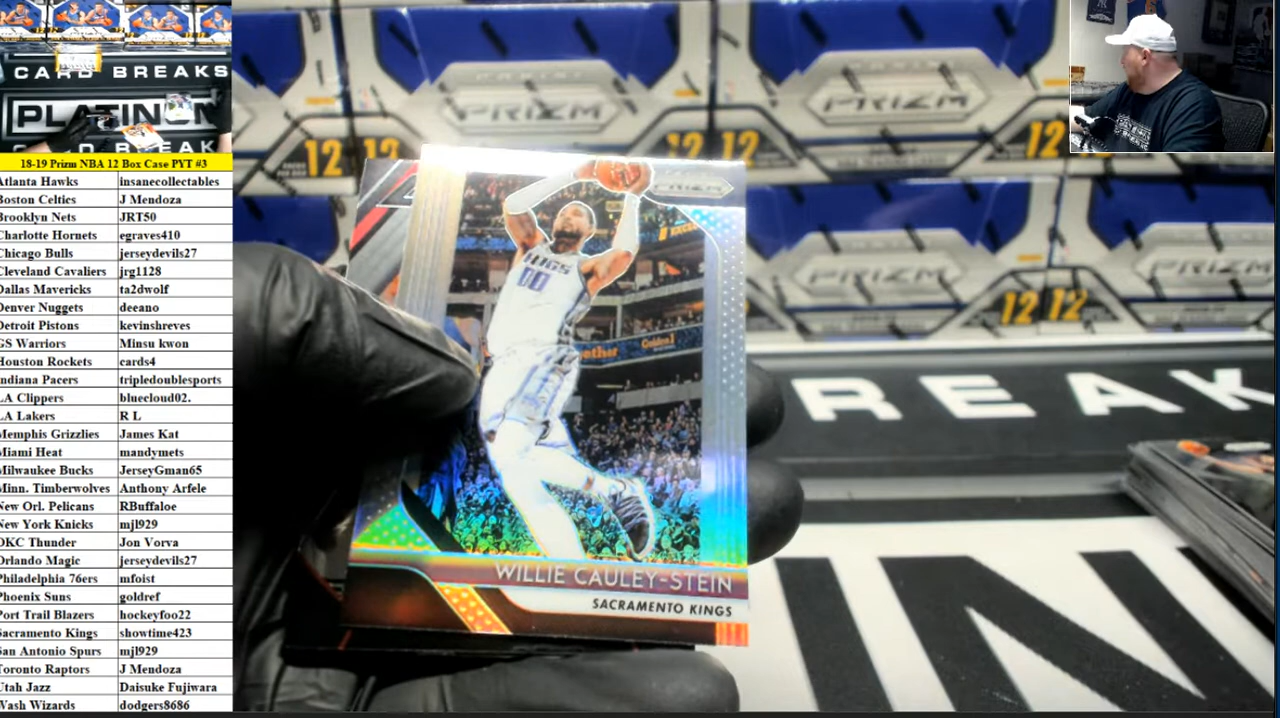 CARD BREAKS
PLATINUM
BREAK
18-19 Prizm NBA 12 Box Case PYT #3
Atlanta Hawks insanecollectables
Boston Celtics J Mendoza
Brooklyn Nets JRT50
Charlotte Hornets egraves410
Chicago Bulls jerseydevils27
Cleveland Cavaliers jrg1128
Dallas Mavericks ta2dwolf
Denver Nuggets deeano
Detroit Pistons kevinshreves
GS Warriors Minsu kwon
Houston Rockets cards4
Indiana Pacers tripledoublesports
LA Clippers bluecloud02.
LA Lakers R L
Memphis Grizzlies James Kat
Miami Heat mandymets
Milwaukee Bucks JerseyGman65
Minn. Timberwolves Anthony Arfele
New Orl. Pelicans RBuffaloe
New York Knicks mjl929
OKC Thunder Jon Vorva
Orlando Magic jerseydevils27
Philadelphia 76ers mfoist
Phoenix Suns goldref
Port Trail Blazers hockeyfoo22
Sacramento Kings showtime423
San Antonio Spurs mjl929
Toronto Raptors J Mendoza
Utah Jazz Daisuke Fujiwara
Wash Wizards dodgers8686
PRIZM
PRIZM
12 12
12 12
12
PRIZM
PRIZM
12 12
PRIZM
KINGS
00
Golden 1
WILLIE CAULEY-STEIN
SACRAMENTO KINGS
REAK
IN